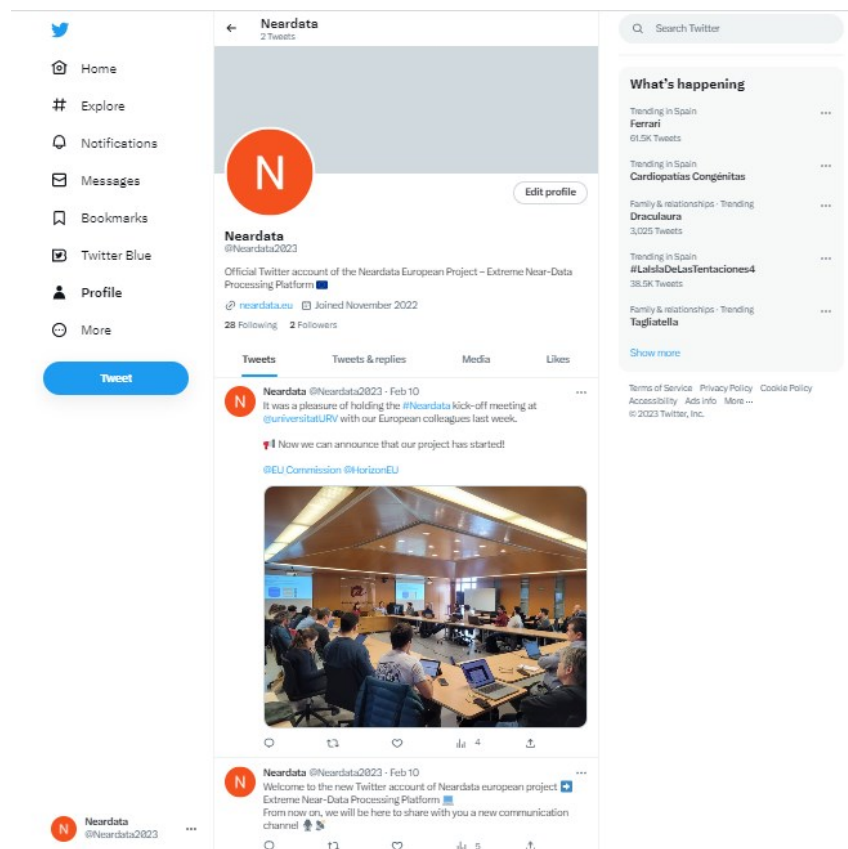 Home
Explore
Notifications
Messages
Bookmarks
Twitter Blue
Profile
More
Tweet
N
Neardata
@Neardata2023
Neardata
2 Tweets
N
Edit profile
Neardata
@Neardata2023
Official Twitter account of the Neardata European Project – Extreme Near-Data
Processing Platform
neardata.eu Joined November 2022
28 Following 2 Followers
Tweets Tweets & replies Media Likes
N
Neardata @Neardata2023 · Feb 10
It was a pleasure of holding the #Neardata kick-off meeting at
@universitatURV with our European colleagues last week.
Now we can announce that our project has started!
@EU Commission @HorizonEU
4
N
Neardata @Neardata2023 · Feb 10
Welcome to the new Twitter account of Neardata european project
Extreme Near-Data Processing Platform
From now on, we will be here to share with you a new communication
channel
5
Search Twitter
What's happening
Trending in Spain
Ferrari
61.5K Tweets
Trending in Spain
Cardiopatías Congénitas
Family & relationships · Trending
Draculaura
3,025 Tweets
Trending in Spain
#LaIslaDeLasTentaciones4
38.5K Tweets
Family & relationships · Trending
Tagliatella
Show more
Terms of Service Privacy Policy Cookie Policy
Accessibility Ads info More ...
© 2023 Twitter, Inc.